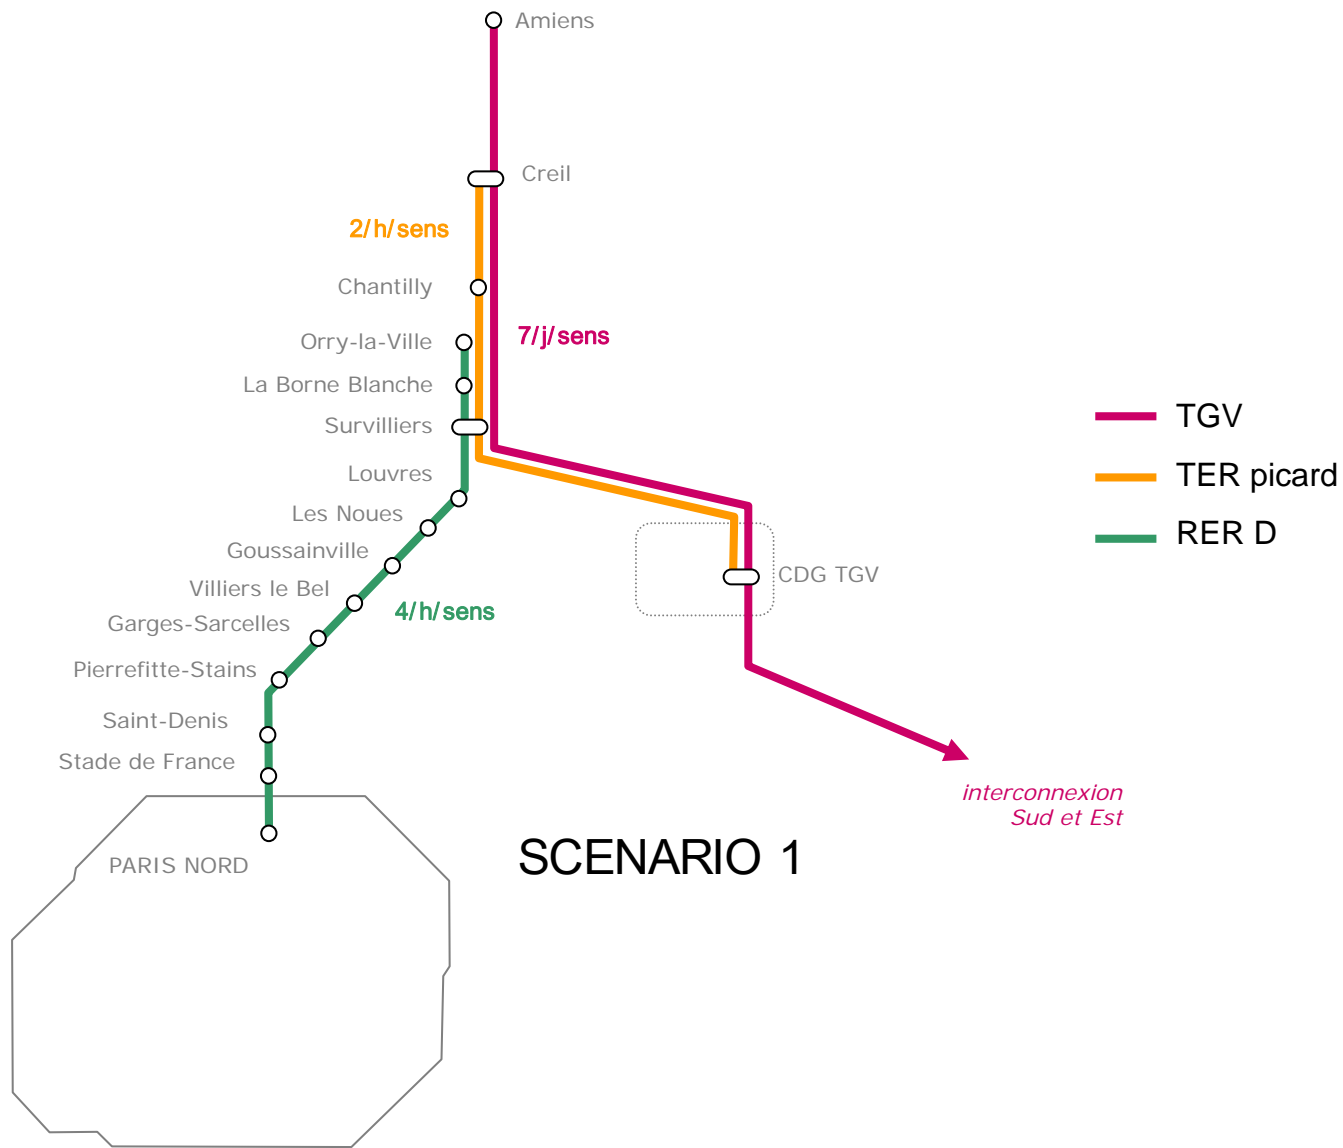 Amiens
Creil
2/h/sens
Chantilly
7/j/sens
Orry-la-Ville
La Borne Blanche
Survilliers
Louvres
Les Noues
Goussainville
Villiers le Bel
4/h/sens
Garges-Sarcelles
Pierrefitte-Stains
Saint-Denis
Stade de France
PARIS NORD
CDG TGV
interconnexion
Sud et Est
TGV
TER picard
RER D
SCENARIO 1